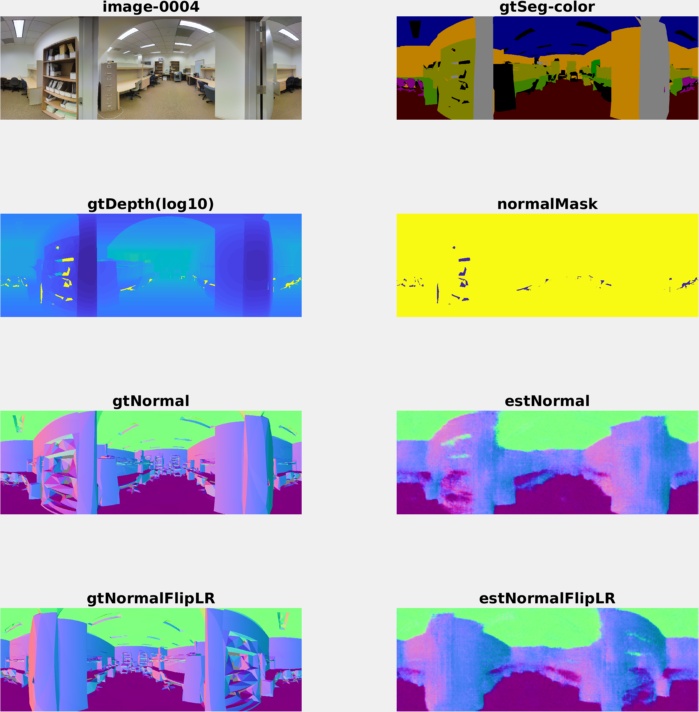 image-0004
gtSeg-color
gtDepth(log10)
normalMask
gtNormal
estNormal
gtNormalFlipLR
estNormalFlipLR